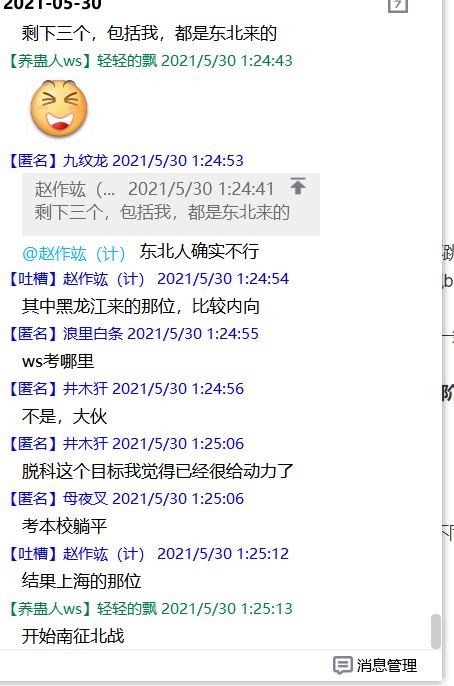 2021-05-30
7
剩下三个，包括我，都是东北来的
【养蛊人ws】轻轻的飘 2021/5/30 1:24:43
【匿名】九纹龙 2021/5/30 1:24:53
赵作竑（... 2021/5/30 1:24:41
剩下三个，包括我，都是东北来的
@赵作竑（计） 东北人确实不行
【吐槽】赵作竑（计） 2021/5/30 1:24:54
其中黑龙江来的那位，比较内向
【匿名】浪里白条 2021/5/30 1:24:55
ws考哪里
【匿名】井木犴 2021/5/30 1:24:56
不是，大伙
【匿名】井木犴 2021/5/30 1:25:06
脱科这个目标我觉得已经很给动力了
【匿名】母夜叉 2021/5/30 1:25:06
考本校躺平
【吐槽】赵作竑（计） 2021/5/30 1:25:12
结果上海的那位
【养蛊人ws】轻轻的飘 2021/5/30 1:25:13
开始南征北战
消息管理